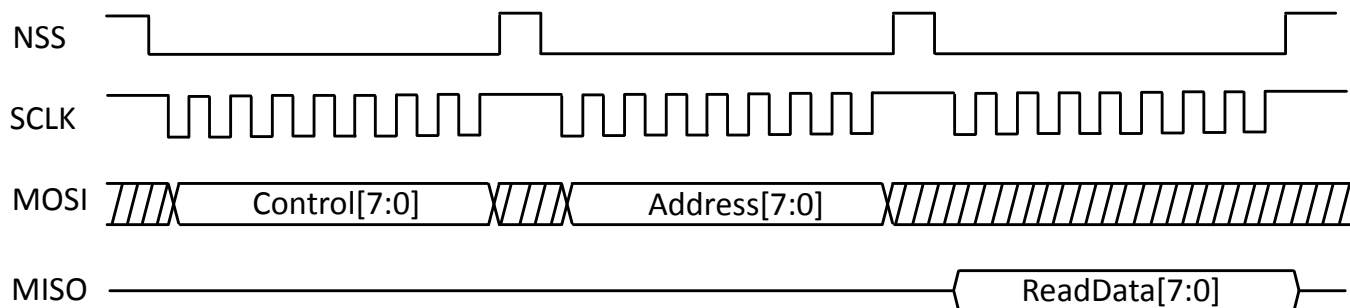 NSS
SCLK
MOSI Control[7:0] Address[7:0]
MISO ReadData[7:0]